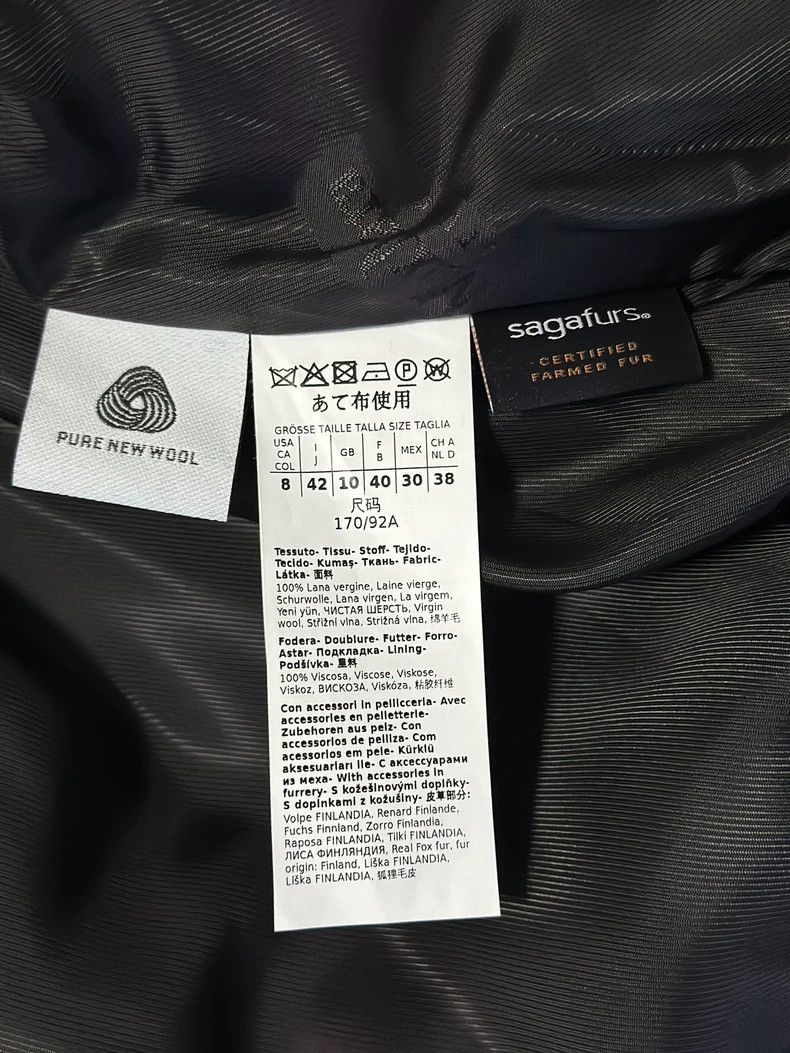 PURE NEW WOOL
あて布使用
GRÖSSE TAILLE TALLA SIZE TAGLIA
USA CA COL I J GB F B MEX CH A NL D
8 42 10 40 30 38
尺码
170/92A
Tessuto- Tissu- Stoff- Tejido-
Tecido- Kumaş- Ткань- Fabric-
Látka- 面料
100% Lana vergine, Laine vierge,
Schurwolle, Lana virgen, La virgem,
Yeni yün, ЧИСТАЯ ШЕРСТЬ, Virgin
wool, Střižní vlna, Strižná vlna, 绵羊毛
Fodera- Doublure- Futter- Forro-
Astar- Подкладка- Lining-
Podšívka- 里料
100% Viscosa, Viscose, Viskose,
Viskoz, ВИСКОЗА, Viskóza, 粘胶纤维
Con accessori in pellicceria- Avec
accessories en pelletterie-
Zubehoren aus pelz- Con
accesorios de pelliza- Com
acessorios em pele- Kürklü
aksesuarları ile- С аксессуарами
из меха- With accessories in
furrery- S kožešinovými doplňky-
S doplnkami z kožušiny- 皮草部分:
Volpe FINLANDIA, Renard Finlande,
Fuchs Finnland, Zorro Finlandia,
Raposa FINLANDIA, Tilki FINLANDIA,
ЛИСА ФИНЛЯНДИЯ, Real Fox fur, fur
origin: Finland, Liška FINLANDIA,
Líška FINLANDIA, 狐狸毛皮
sagafurs®
-CERTIFIED
FARMED FUR